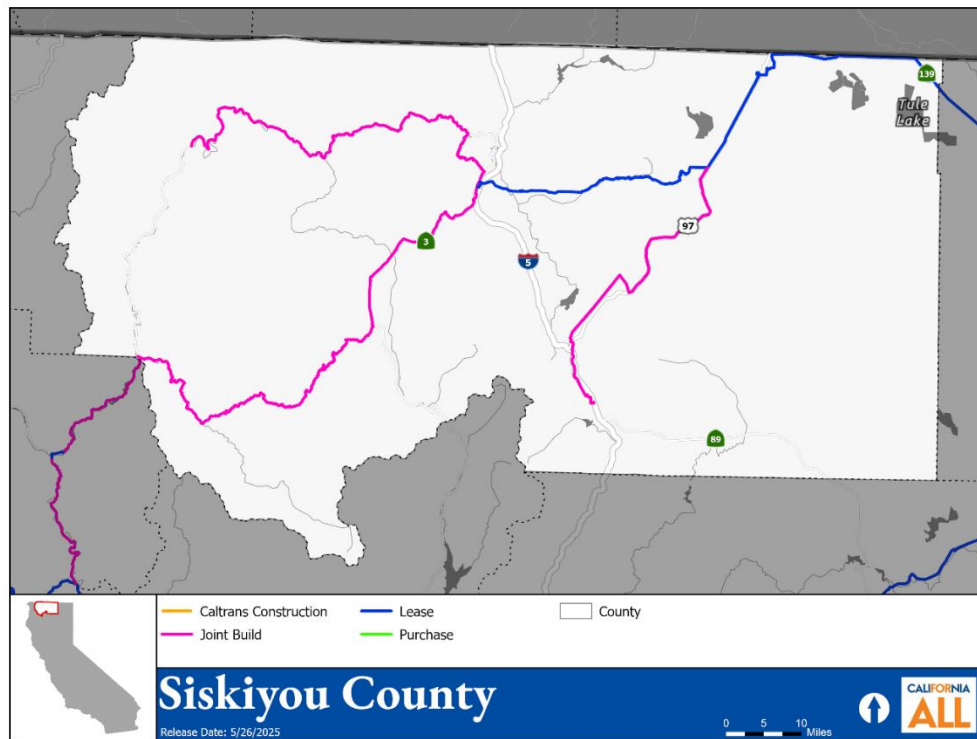 139
Tule
Lake
97
3
5
89
Caltrans Construction
Lease
County
Joint Build
Purchase
Siskiyou County
Release Date: 5/26/2025
0 5 10
Miles
CALIFORNIA
ALL